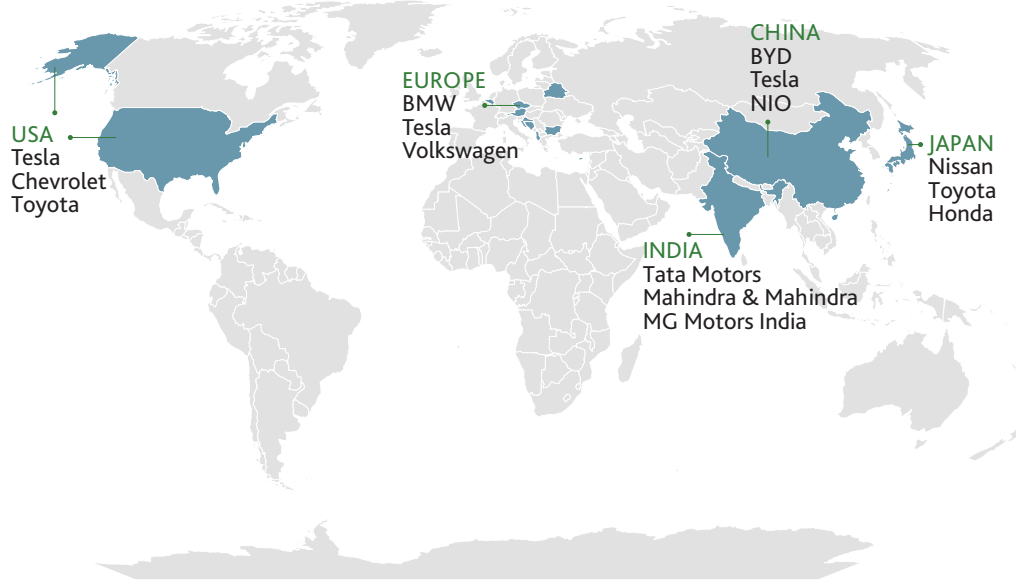 USA
Tesla
Chevrolet
Toyota
EUROPE
BMW
Tesla
Volkswagen
CHINA
BYD
Tesla
NIO
JAPAN
Nissan
Toyota
Honda
INDIA
Tata Motors
Mahindra & Mahindra
MG Motors India